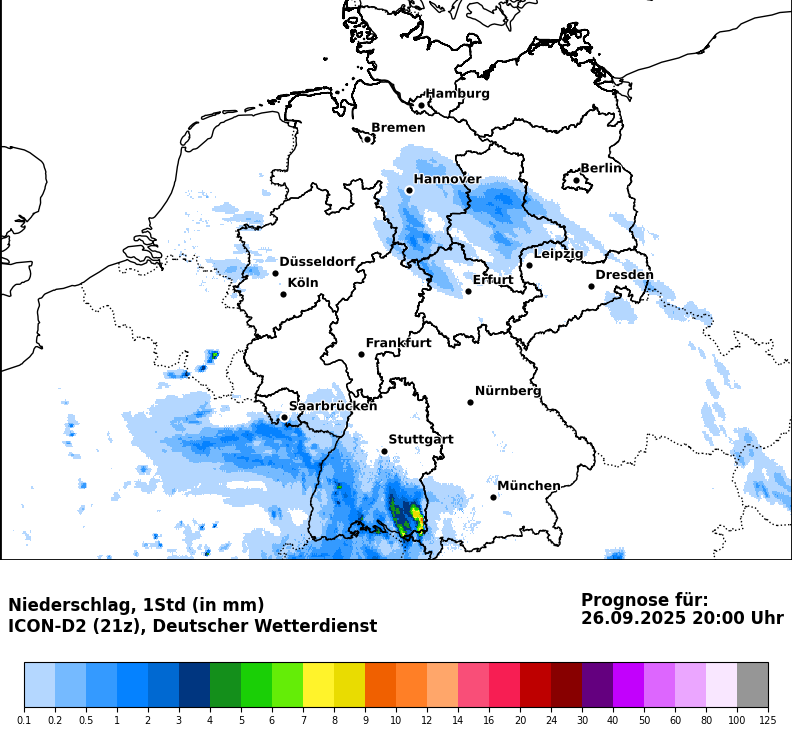 Hamburg
Bremen
Berlin
Hannover
Leipzig
Düsseldorf
Dresden
Köln
Erfurt
Frankfurt
Nürnberg
Saarbrücken
Stuttgart
München
Niederschlag, 1Std (in mm)
ICON-D2 (21z), Deutscher Wetterdienst
Prognose für:
26.09.2025 20:00 Uhr
0.1 0.2 0.5 1 2 3 4 5 6 7 8 9 10 12 14 16 20 24 30 40 50 60 80 100 125